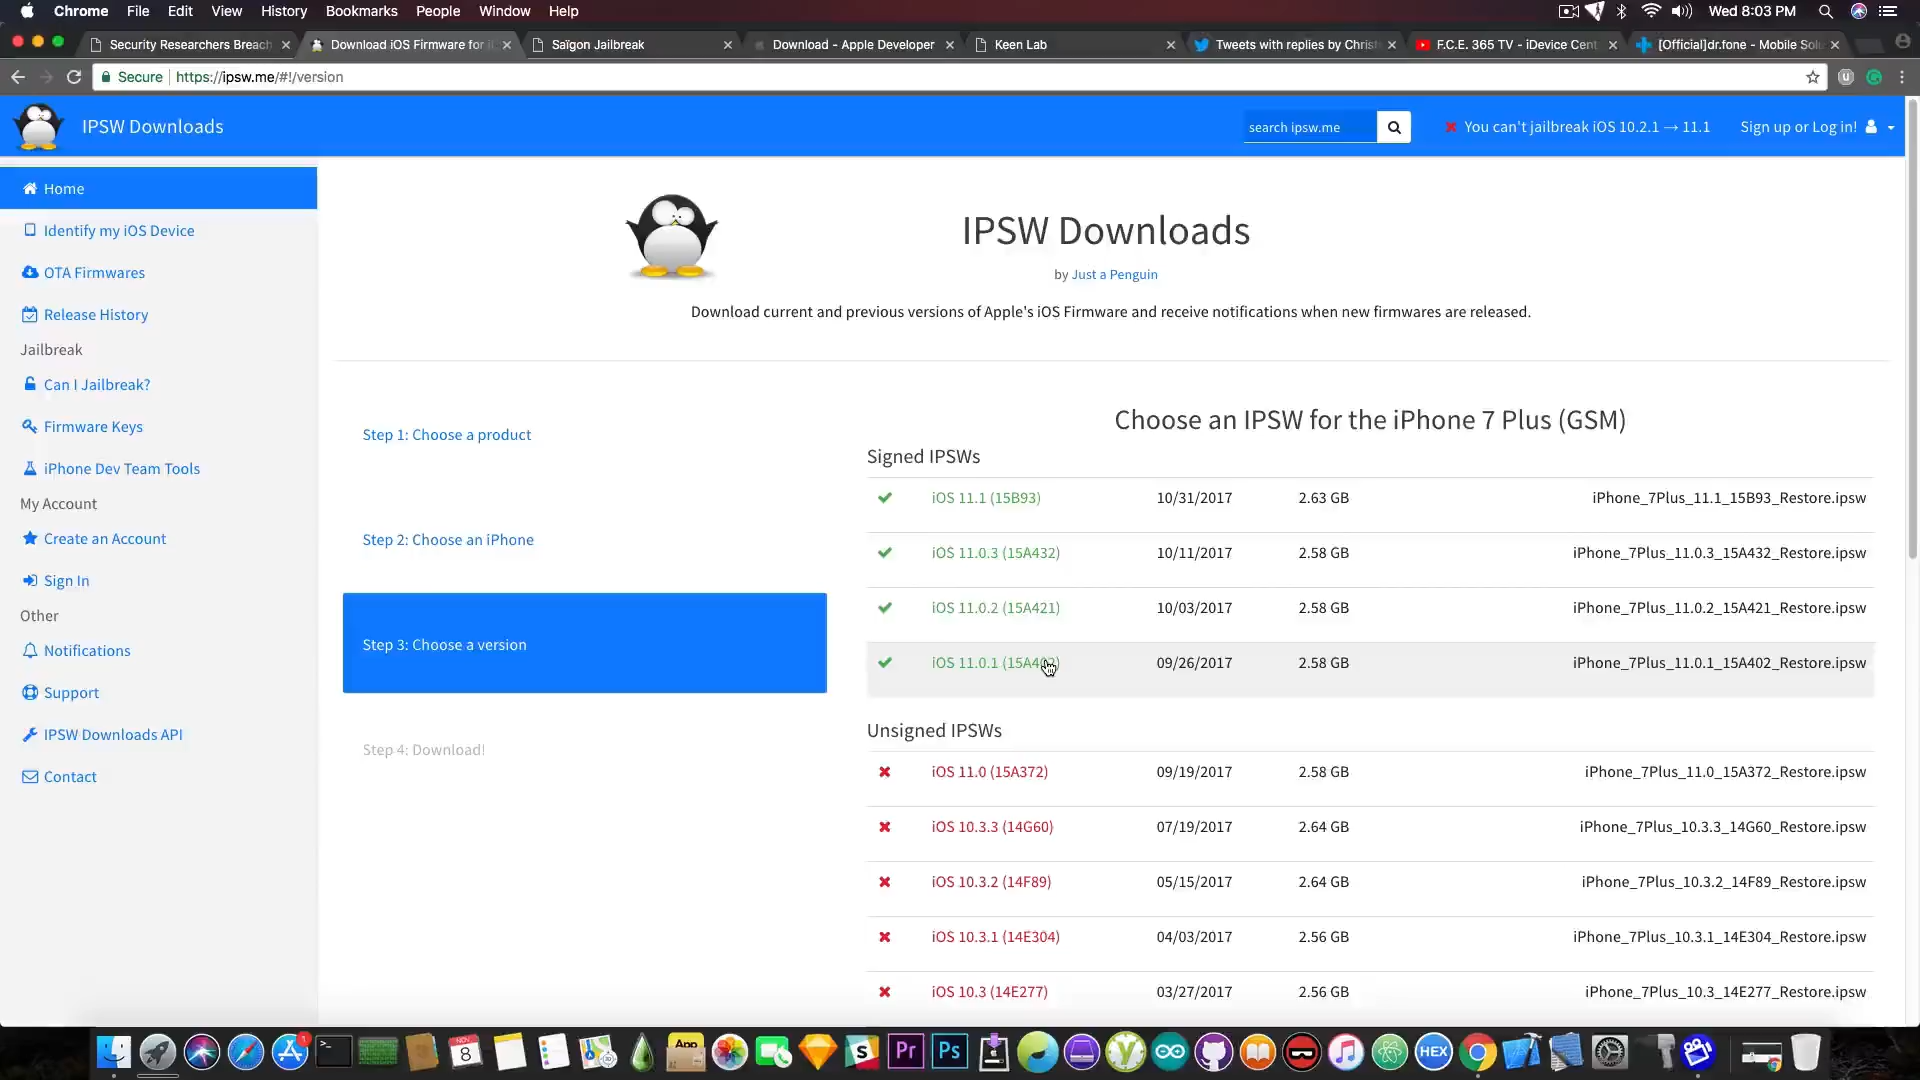 Chrome File Edit View History Bookmarks People Window Help Wed 8:03 PM
Security Researchers Breach Download iOS Firmware for i Saïgon Jailbreak Download - Apple Developer Keen Lab Tweets with replies by Christ F.C.E. 365 TV - iDevice Cent [Official]dr.fone - Mobile Solu
Secure https://ipsw.me/#!/version
IPSW Downloads search ipsw.me You can't jailbreak iOS 10.2.1 → 11.1 Sign up or Log in!
Home
Identify my iOS Device
OTA Firmwares
Release History
Jailbreak
Can I Jailbreak?
Firmware Keys
iPhone Dev Team Tools
My Account
Create an Account
Sign In
Other
Notifications
Support
IPSW Downloads API
Contact
IPSW Downloads
by Just a Penguin
Download current and previous versions of Apple's iOS Firmware and receive notifications when new firmwares are released.
Step 1: Choose a product
Step 2: Choose an iPhone
Step 3: Choose a version
Step 4: Download!
Choose an IPSW for the iPhone 7 Plus (GSM)
Signed IPSWs
iOS 11.1 (15B93) 10/31/2017 2.63 GB iPhone_7Plus_11.1_15B93_Restore.ipsw
iOS 11.0.3 (15A432) 10/11/2017 2.58 GB iPhone_7Plus_11.0.3_15A432_Restore.ipsw
iOS 11.0.2 (15A421) 10/03/2017 2.58 GB iPhone_7Plus_11.0.2_15A421_Restore.ipsw
iOS 11.0.1 (15A402) 09/26/2017 2.58 GB iPhone_7Plus_11.0.1_15A402_Restore.ipsw
Unsigned IPSWs
iOS 11.0 (15A372) 09/19/2017 2.58 GB iPhone_7Plus_11.0_15A372_Restore.ipsw
iOS 10.3.3 (14G60) 07/19/2017 2.64 GB iPhone_7Plus_10.3.3_14G60_Restore.ipsw
iOS 10.3.2 (14F89) 05/15/2017 2.64 GB iPhone_7Plus_10.3.2_14F89_Restore.ipsw
iOS 10.3.1 (14E304) 04/03/2017 2.56 GB iPhone_7Plus_10.3.1_14E304_Restore.ipsw
iOS 10.3 (14E277) 03/27/2017 2.56 GB iPhone_7Plus_10.3_14E277_Restore.ipsw
1 NOV 8 App S Pr Ps HEX